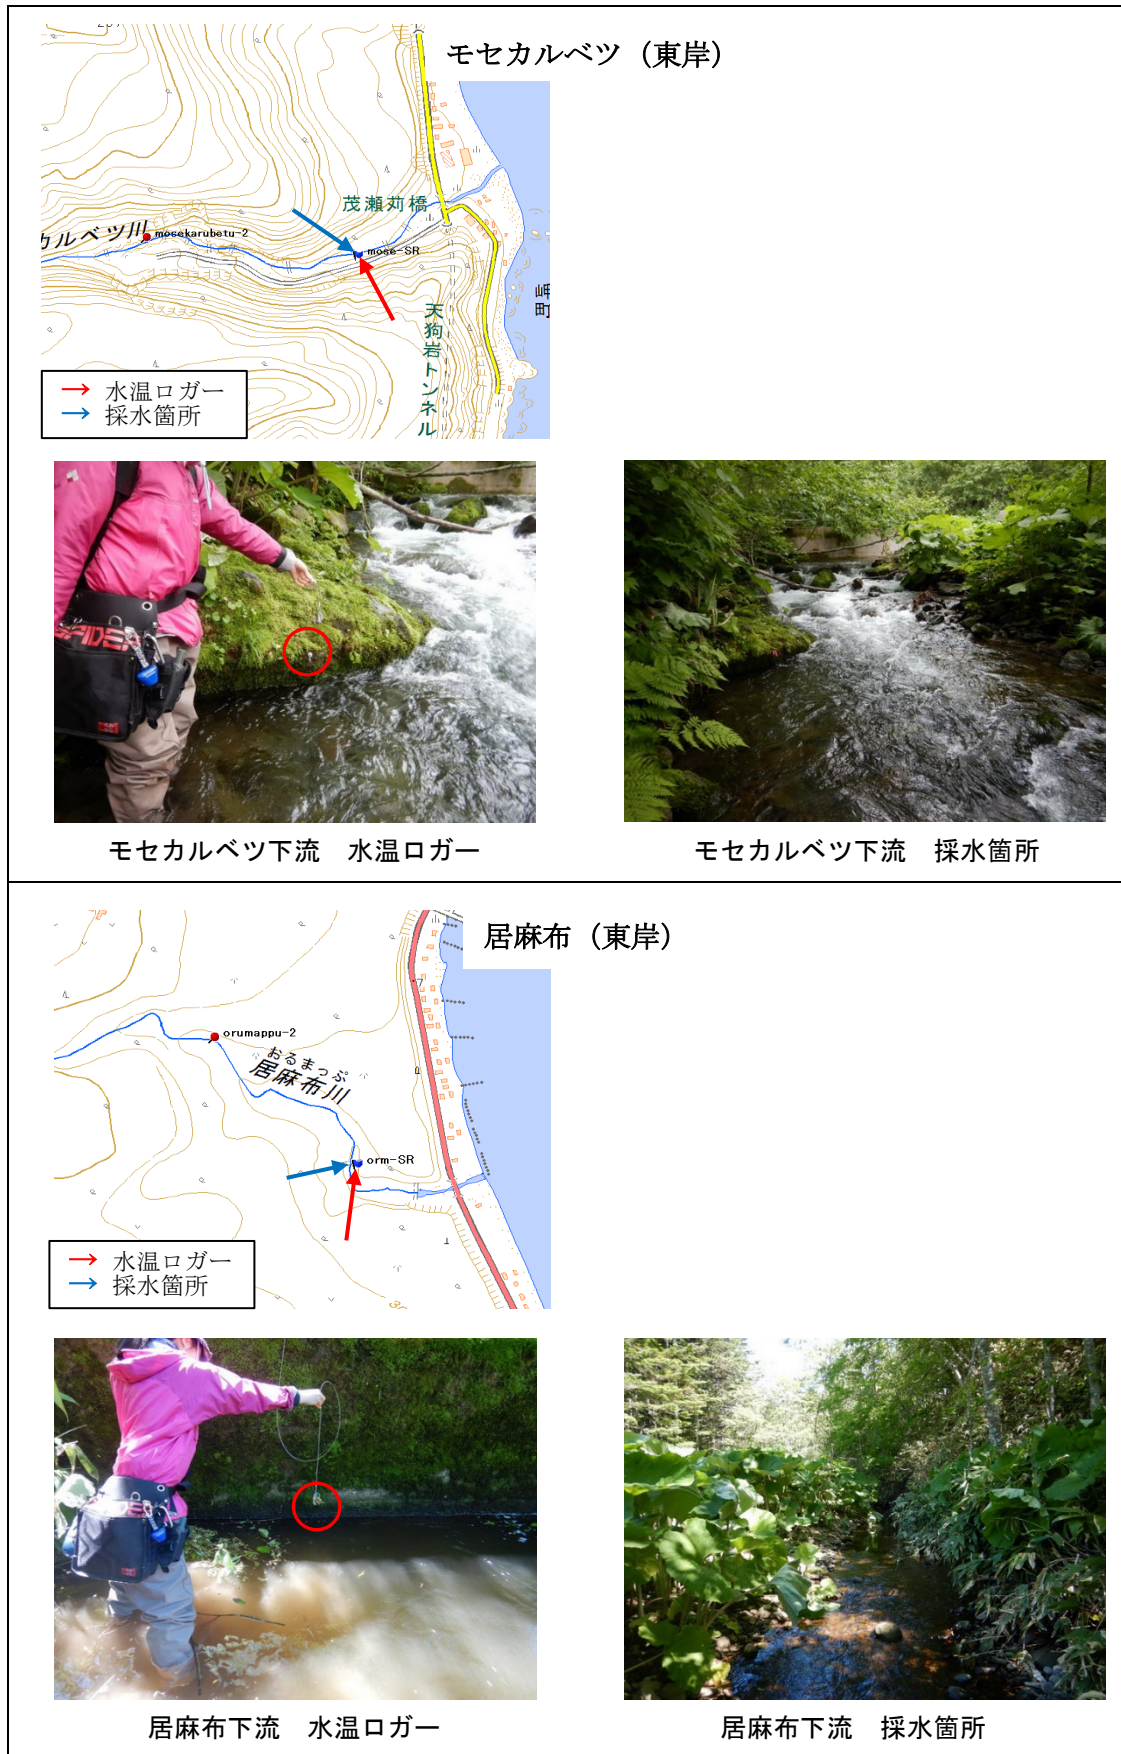 モセカルベツ（東岸）
茂瀬苅橋
カルベツ川
mosekarubetu-2
mose-SR
岬町
天狗岩トンネル
水温ロガー
採水箇所
モセカルベツ下流　水温ロガー
モセカルベツ下流　採水箇所
居麻布（東岸）
7
orumappu-2
おるまっぷ
居麻布川
orm-SR
水温ロガー
採水箇所
居麻布下流　水温ロガー
居麻布下流　採水箇所